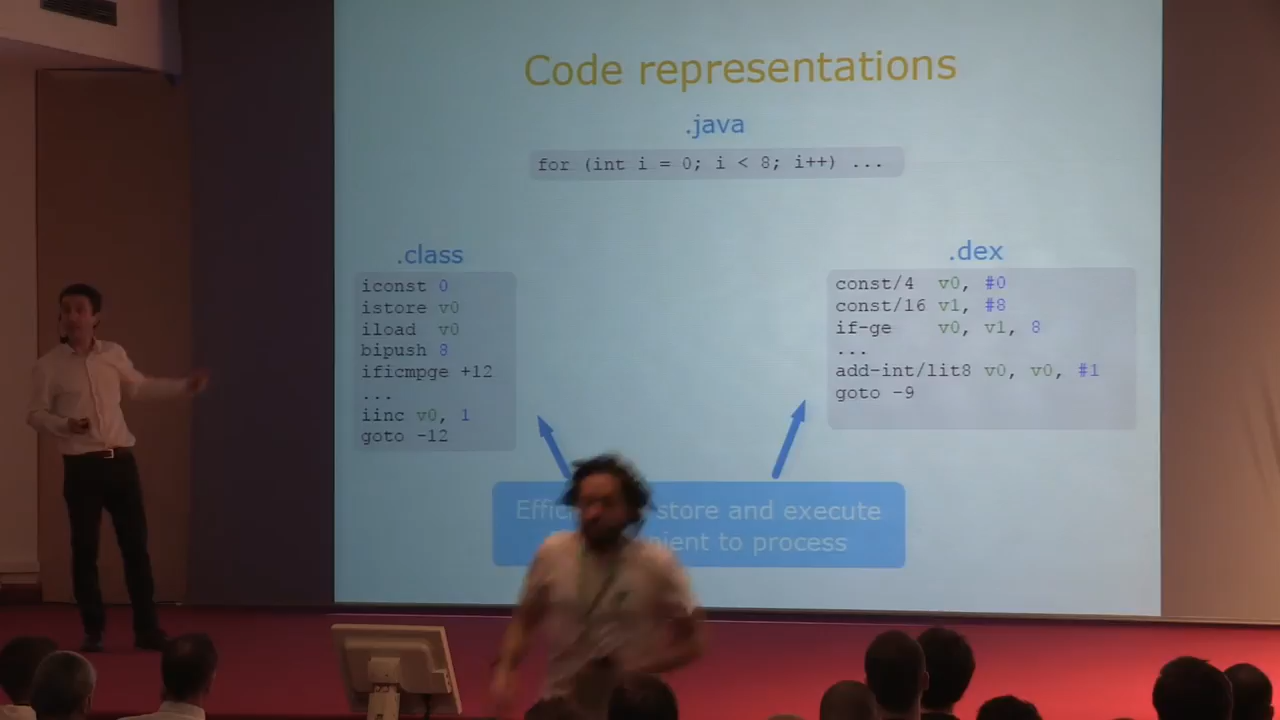 Code representations
.java
for (int i = 0; i < 8; i++) ...
.class
iconst 0
istore v0
iload  v0
bipush 8
ificmpge +12
...
iinc v0, 1
goto -12
.dex
const/4  v0, #0
const/16 v1, #8
if-ge    v0, v1, 8
...
add-int/lit8 v0, v0, #1
goto -9
store and execute
to process